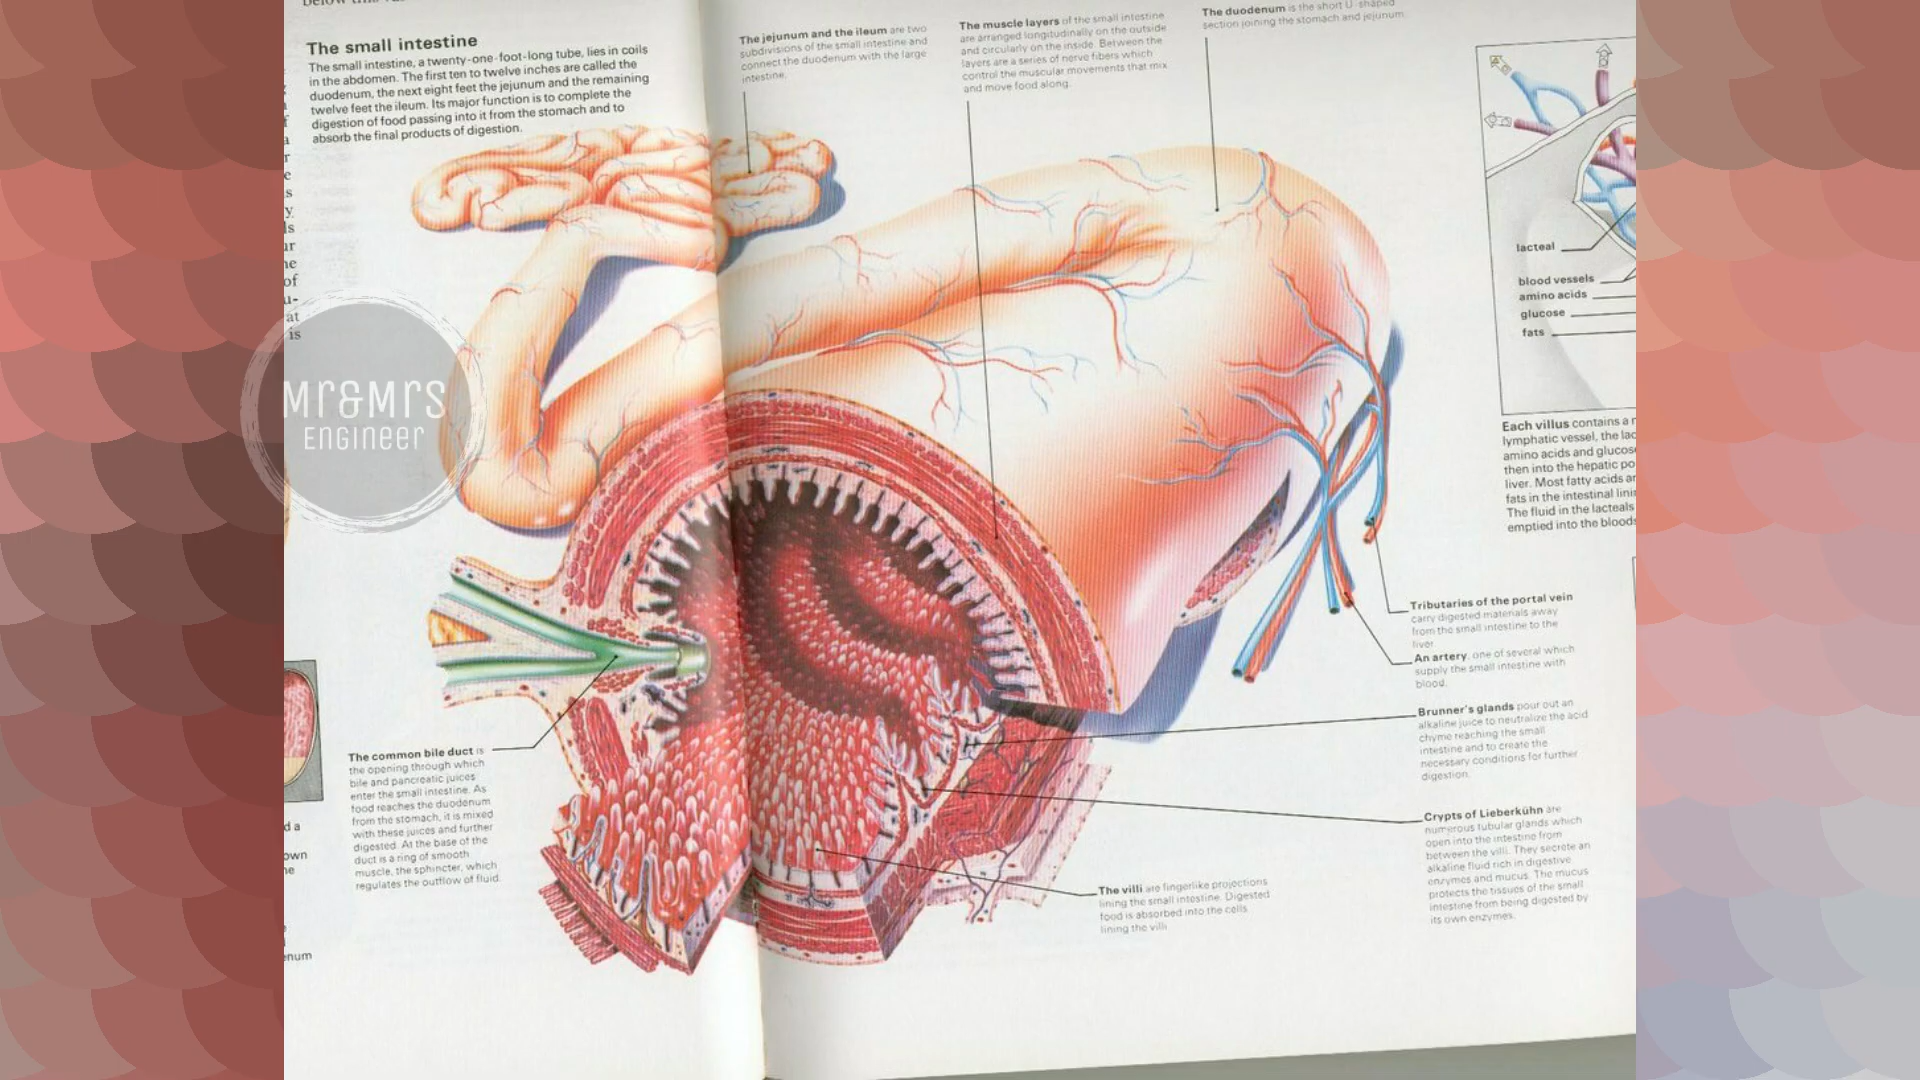 The small intestine
The small intestine, a twenty-one-foot-long tube, lies in coils
in the abdomen. The first ten to twelve inches are called the
duodenum, the next eight feet the jejunum and the remaining
twelve feet the ileum. Its major function is to complete the
digestion of food passing into it from the stomach and to
absorb the final products of digestion.
The jejunum and the ileum are two
subdivisions of the small intestine and
connect the duodenum with the large
intestine.
The muscle layers of the small intestine
are arranged longitudinally on the outside
and circularly on the inside. Between the
layers are a series of nerve fibers which
control the muscular movements that mix
and move food along.
The duodenum is the short U-shaped
section joining the stomach and jejunum.
r
e
s
y
ls
ur
he
of
u-
at
is
Mr&Mrs
Engineer
lacteal
blood vessels
amino acids
glucose
fats
Each villus contains a
lymphatic vessel, the
amino acids and
then into the hepatic
liver. Most fatty acids
fats in the intestinal
The fluid in the lacteals
emptied into the
Tributaries of the portal vein
carry digested materials away
from the small intestine to the
liver.
An artery, one of several which
supply the small intestine with
blood.
Brunner's glands pour out an
alkaline juice to neutralize the acid
chyme reaching the small
intestine and to create the
necessary conditions for further
digestion.
Crypts of Lieberkühn are
numerous tubular glands which
open into the intestine from
between the villi. They secrete an
alkaline fluid rich in digestive
enzymes and mucus. The mucus
protects the tissues of the small
intestine from being digested by
its own enzymes.
The villi are fingerlike projections
lining the small intestine. Digested
food is absorbed into the cells
lining the villi.
The common bile duct is
the opening through which
bile and pancreatic juices
enter the small intestine. As
food reaches the duodenum
from the stomach, it is mixed
with these juices and further
digested. At the base of the
duct is a ring of smooth
muscle, the sphincter, which
regulates the outflow of fluid.
d a
own
ne
enum